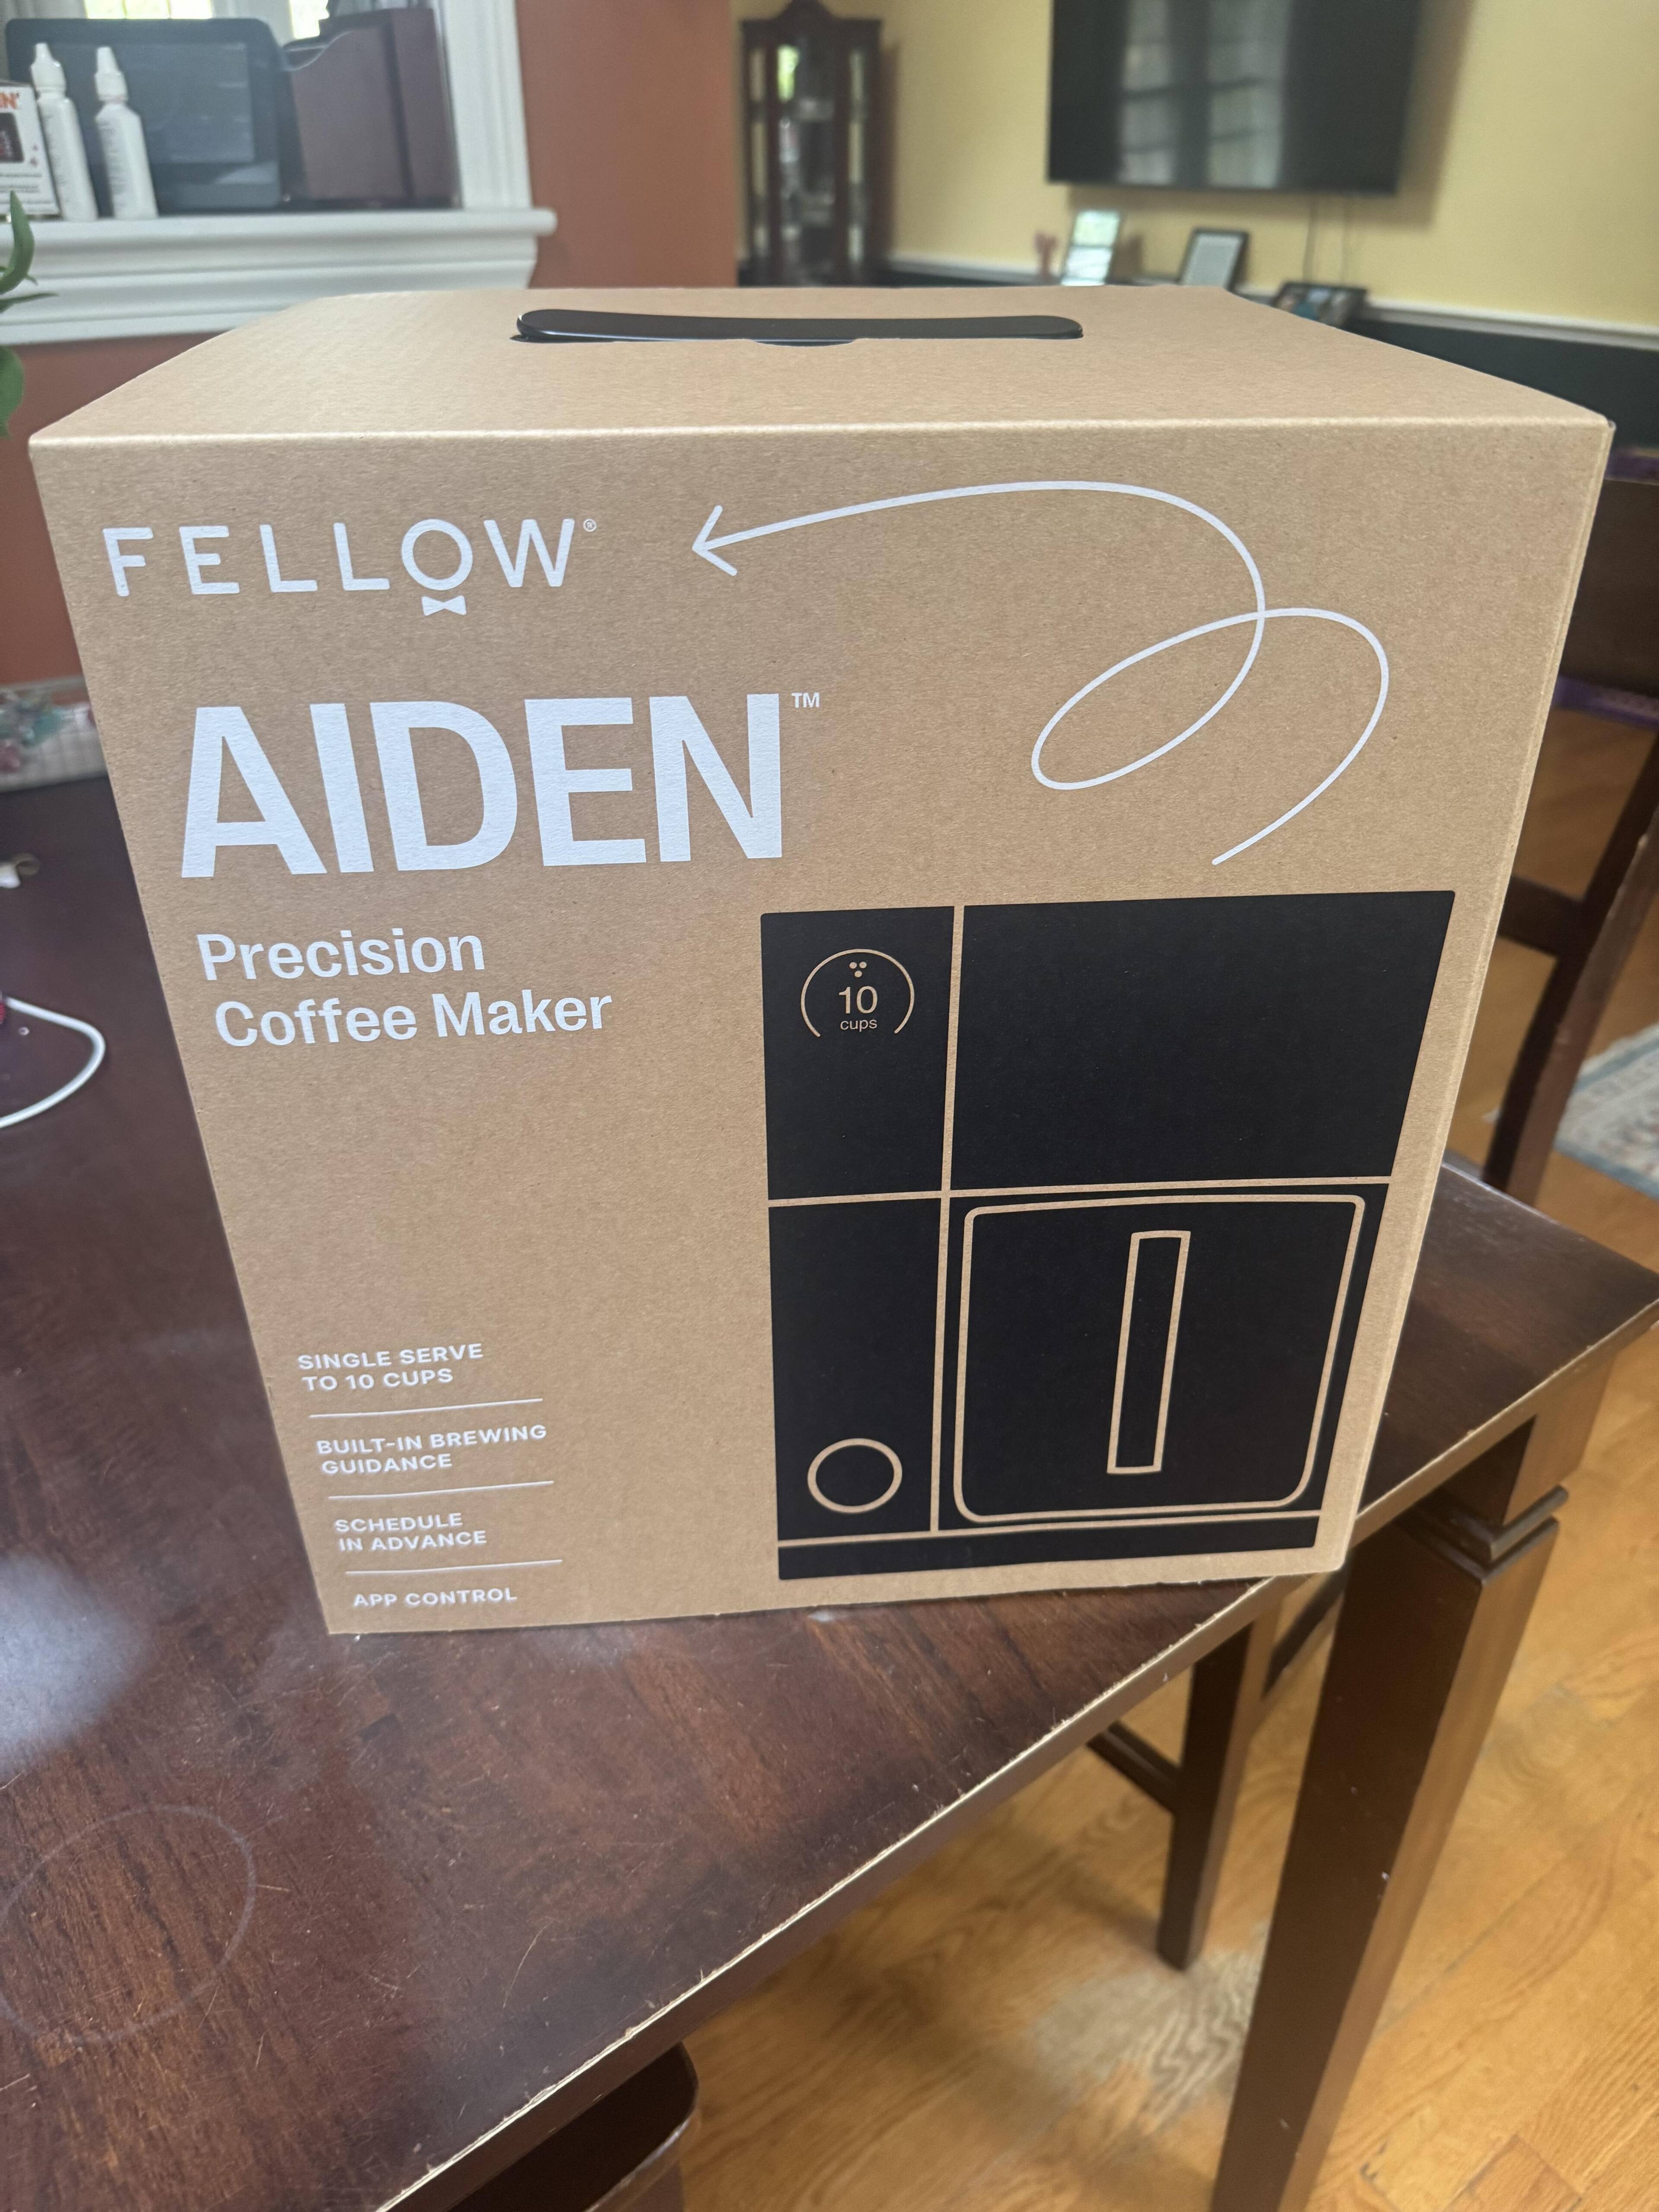 FELLOW®
AIDEN™
Precision
Coffee Maker
10
cups
SINGLE SERVE
TO 10 CUPS
BUILT-IN BREWING
GUIDANCE
SCHEDULE
IN ADVANCE
APP CONTROL